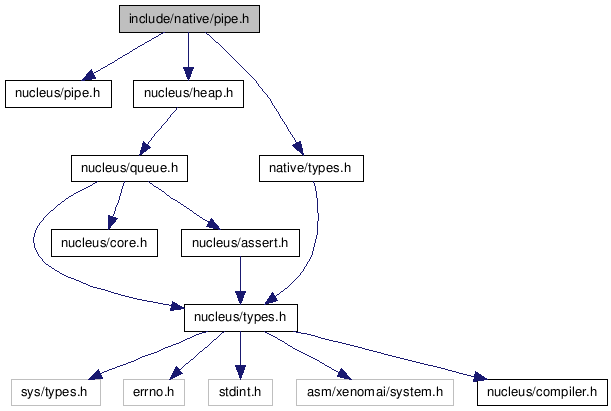 include/native/pipe.h
nucleus/pipe.h
nucleus/heap.h
nucleus/queue.h
native/types.h
nucleus/core.h
nucleus/assert.h
nucleus/types.h
sys/types.h
errno.h
stdint.h
asm/xenomai/system.h
nucleus/compiler.h